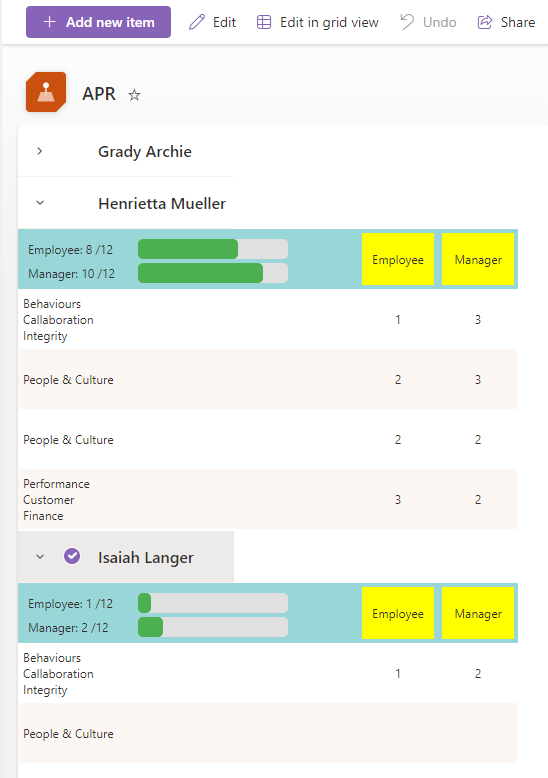 Add new item
Edit
Edit in grid view
Undo
Share
APR
Grady Archie
Henrietta Mueller
Employee: 8 /12
Manager: 10 /12
Employee
Manager
Behaviours
Callaboration
Integrity
1
3
People & Culture
2
3
People & Culture
2
2
Performance
Customer
Finance
3
2
Isaiah Langer
Employee: 1 /12
Manager: 2 /12
Employee
Manager
Behaviours
Callaboration
Integrity
1
2
People & Culture